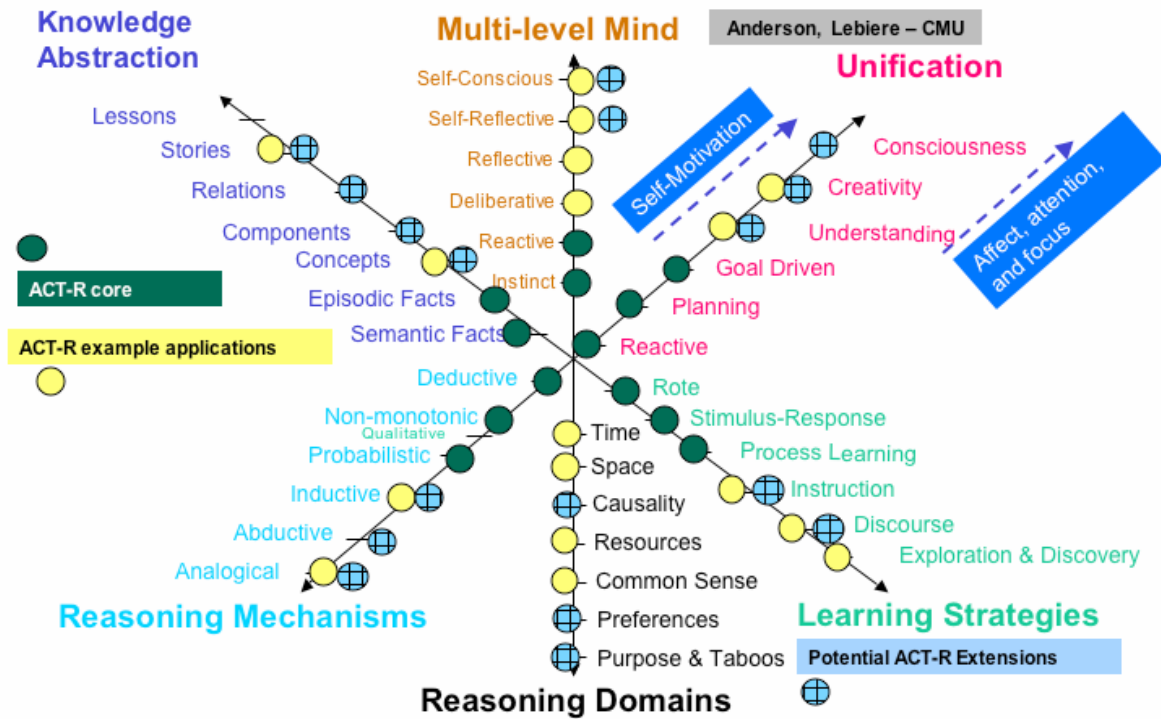 Knowledge
Abstraction
Multi-level Mind
Anderson, Lebiere – CMU
Unification
Lessons
Stories
Relations
Components
Concepts
Episodic Facts
Semantic Facts
Self-Conscious
Self-Reflective
Reflective
Deliberative
Reactive
Instinct
Self-Motivation
Consciousness
Creativity
Understanding
Goal Driven
Planning
Reactive
Affect, attention,
and focus
ACT-R core
ACT-R example applications
Deductive
Non-monotonic
Qualitative
Probabilistic
Inductive
Abductive
Analogical
Reasoning Mechanisms
Time
Space
Causality
Resources
Common Sense
Preferences
Purpose & Taboos
Reasoning Domains
Rote
Stimulus-Response
Process Learning
Instruction
Discourse
Exploration & Discovery
Learning Strategies
Potential ACT-R Extensions